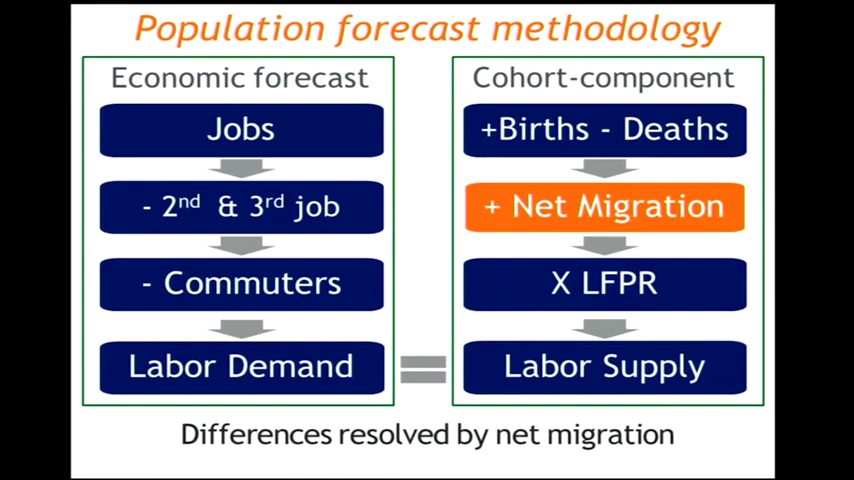 Population forecast methodology
Economic forecast
Jobs
- 2nd & 3rd job
- Commuters
Labor Demand
=
Cohort-component
+Births - Deaths
+ Net Migration
X LFPR
Labor Supply
Differences resolved by net migration